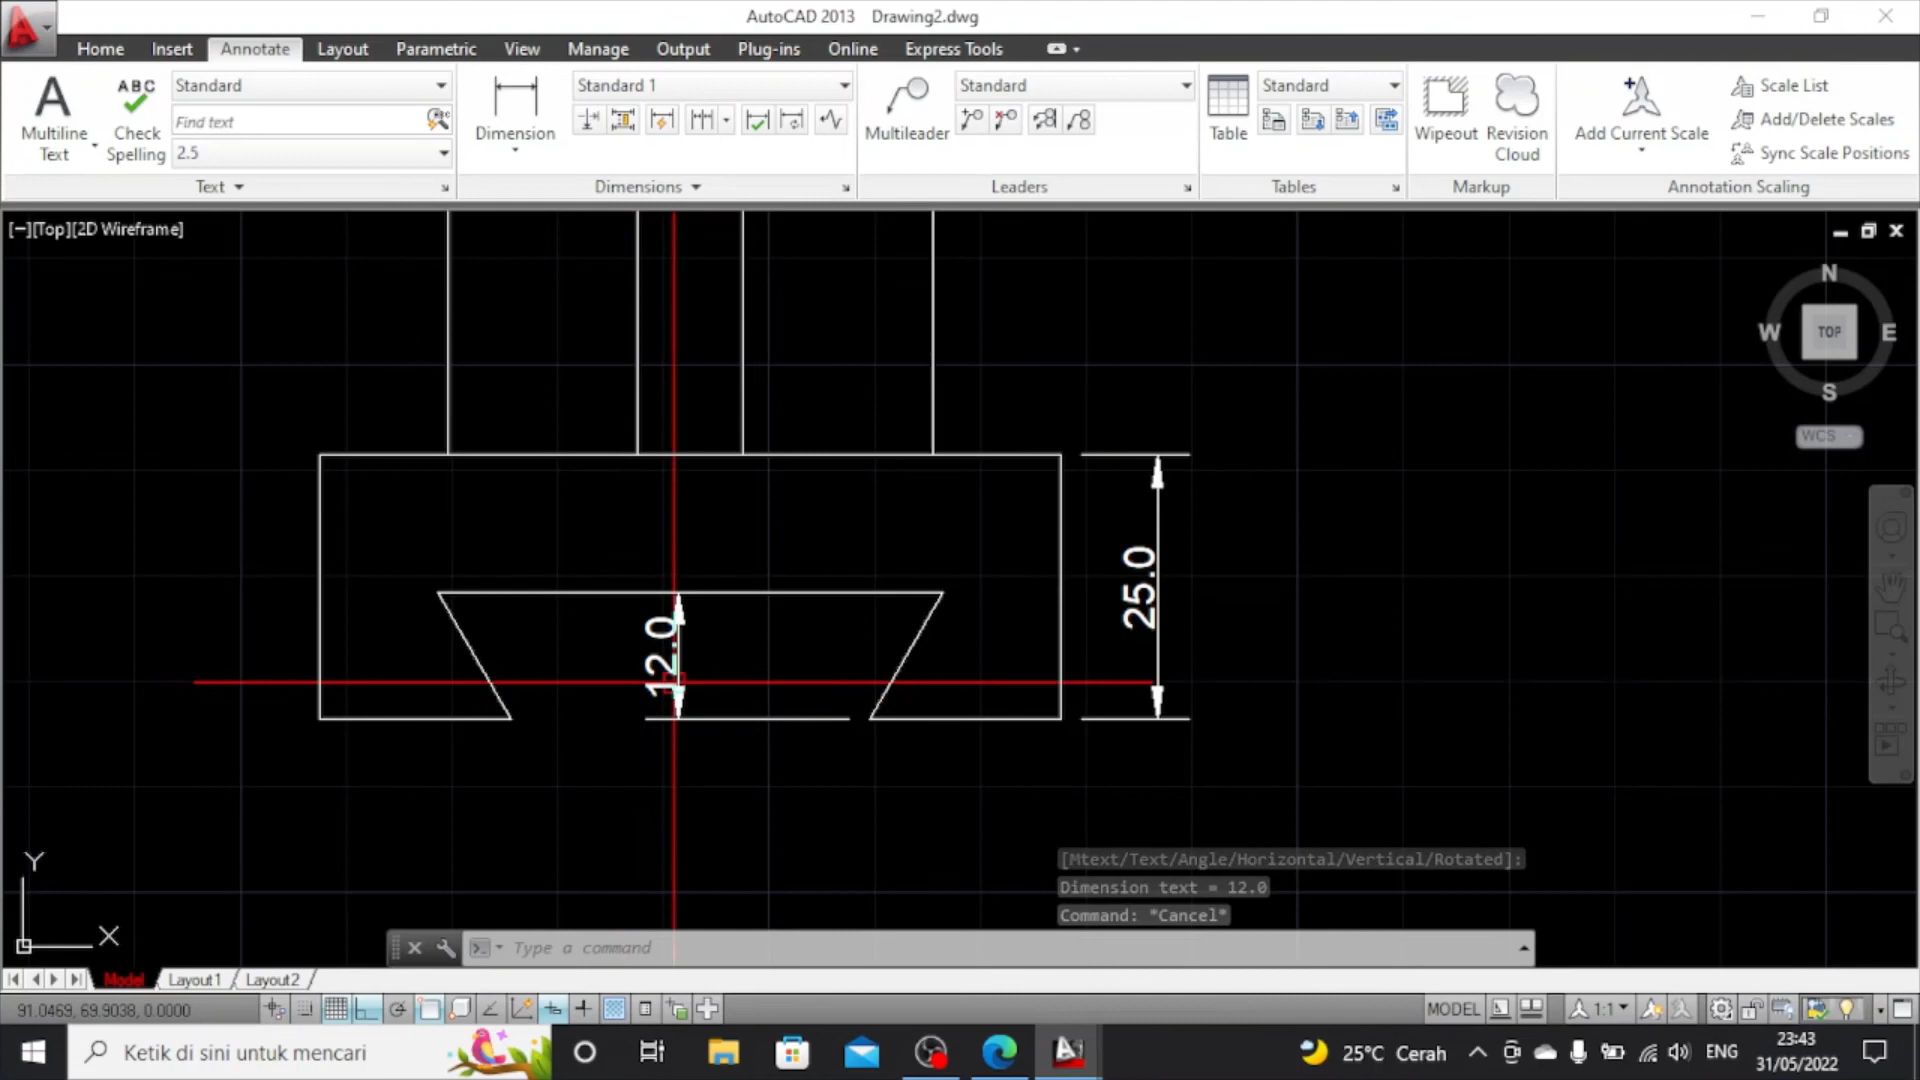 AutoCAD 2013 Drawing2.dwg
Home Insert Annotate Layout Parametric View Manage Output Plug-ins Online Express Tools
Multiline Text
ABC
Check Spelling
Standard
Find text
2.5
Text
Dimension
Standard 1
Dimensions
Multileader
Standard
Leaders
Table
Standard
Tables
Wipeout
Revision Cloud
Markup
Add Current Scale
Scale List
Add/Delete Scales
Sync Scale Positions
Annotation Scaling
[−][Top][2D Wireframe]
N
W TOP E
S
WCS
25.0
12.0
Y
X
[Mtext/Text/Angle/Horizontal/Vertical/Rotated]:
Dimension text = 12.0
Command: *Cancel*
Type a command
Model Layout1 Layout2
91.0469, 69.9038, 0.0000
MODEL
1:1
Ketik di sini untuk mencari
25°C Cerah
ENG
23:43
31/05/2022